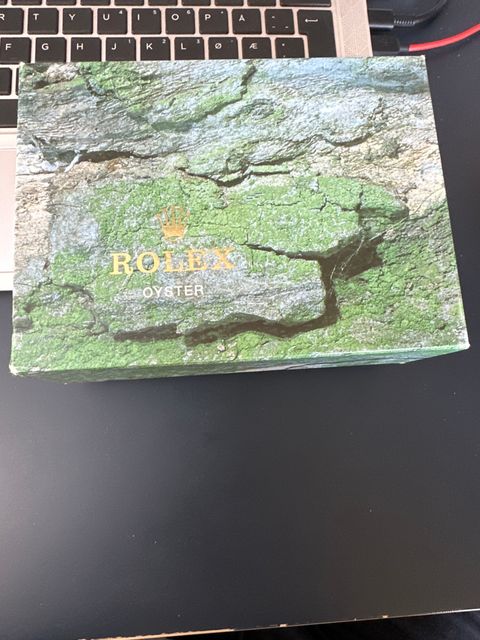 R T Y U I O P Å
F G H J K L Ø Æ
ROLEX
OYSTER